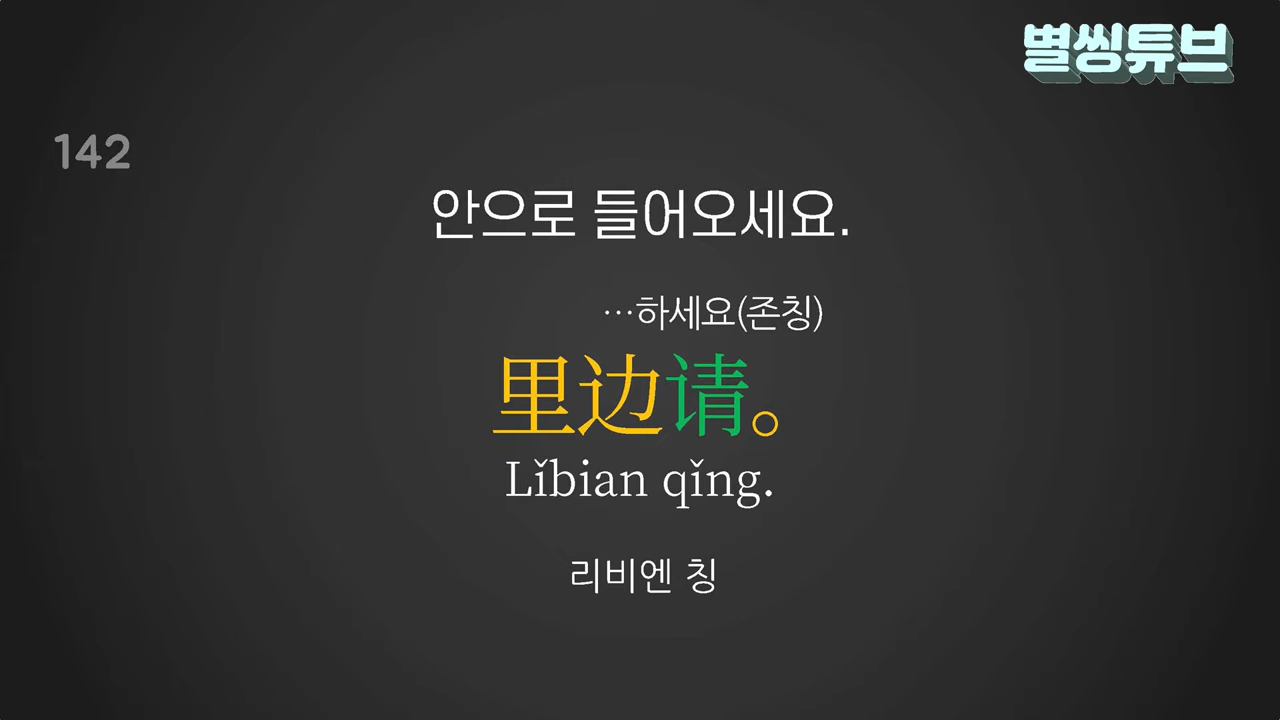 별씽튜브
142
안으로 들어오세요.
…하세요(존칭)
里边请。
Lǐbian qǐng.
리비엔 칭